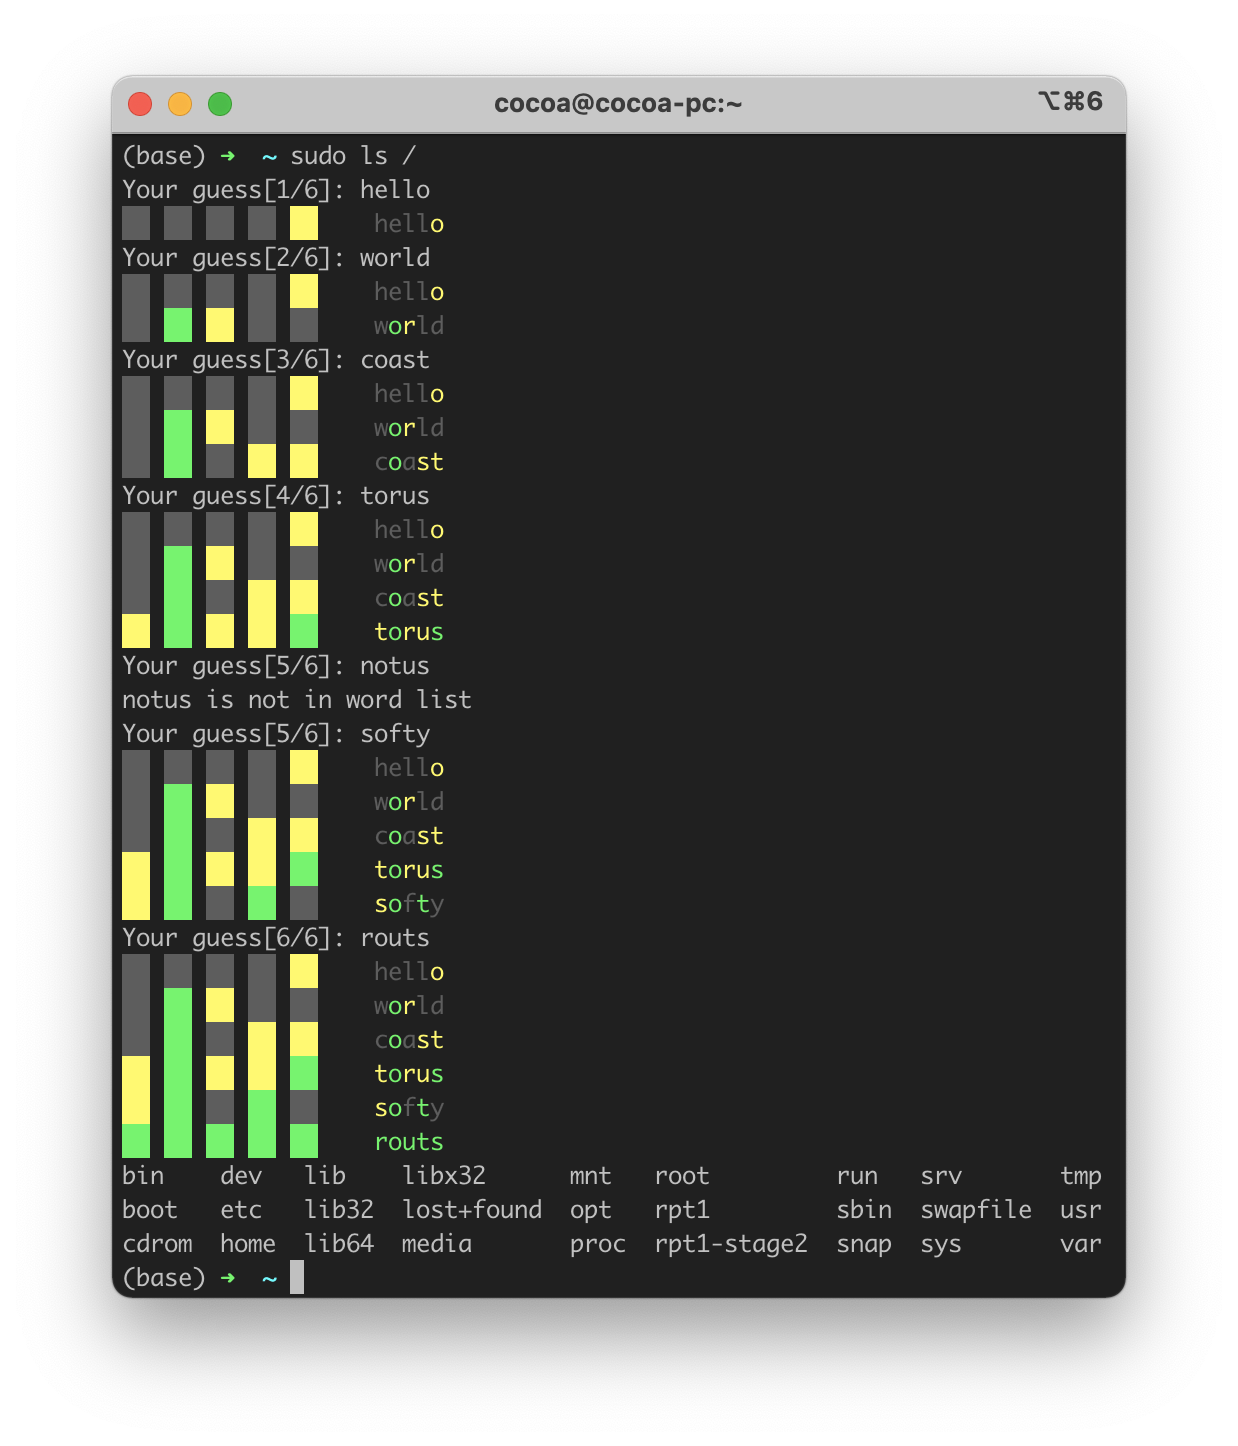 cocoa@cocoa-pc:~ ⌥⌘6
(base) ➜ ~ sudo ls /
Your guess[1/6]: hello
hello
Your guess[2/6]: world
hello
world
Your guess[3/6]: coast
hello
world
coast
Your guess[4/6]: torus
hello
world
coast
torus
Your guess[5/6]: notus
notus is not in word list
Your guess[5/6]: softy
hello
world
coast
torus
softy
Your guess[6/6]: routs
hello
world
coast
torus
softy
routs
bin dev lib libx32 mnt root run srv tmp
boot etc lib32 lost+found opt rpt1 sbin swapfile usr
cdrom home lib64 media proc rpt1-stage2 snap sys var
(base) ➜ ~